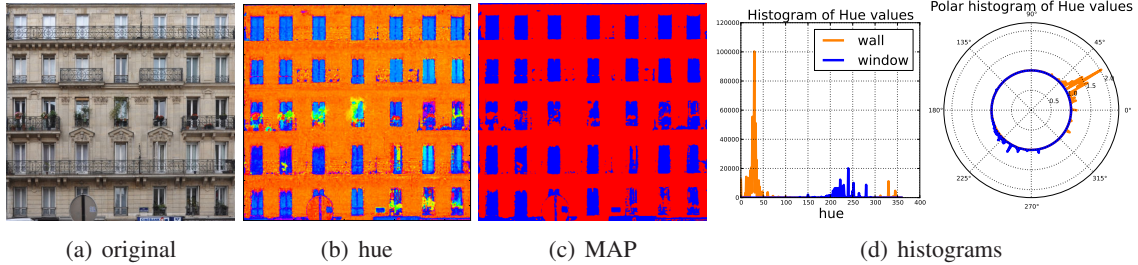 Histogram of Hue values
120000
100000
80000
60000
40000
20000
0
0 50 100 150 200 250 300 350 400
hue
wall
window
Polar histogram of Hue values
90°
135° 45°
180° 0.5 1.0 1.5 2.0 0°
225° 315°
270°
(a) original (b) hue (c) MAP (d) histograms